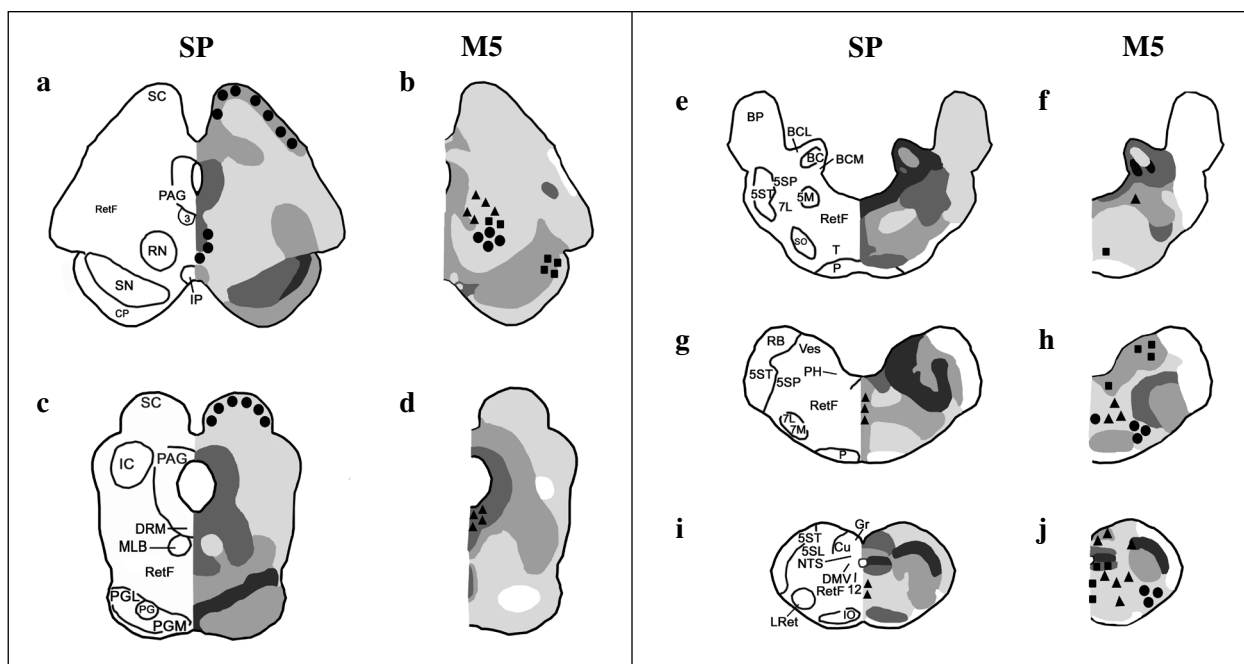 SP
M5
a
SC
PAG
RetF
3
RN
SN
IP
CP
b
c
SC
IC
PAG
DRM
MLB
RetF
PGL
PG
PGM
d
SP
M5
e
BP
BCL
BC
BCM
5SP
5ST
5M
7L
RetF
SO
T
P
f
g
RB
Ves
5ST
5SP
PH
RetF
7L
7M
P
h
i
Gr
5ST
Cu
5SL
NTS
DMV
RetF 12
LRet
IO
j